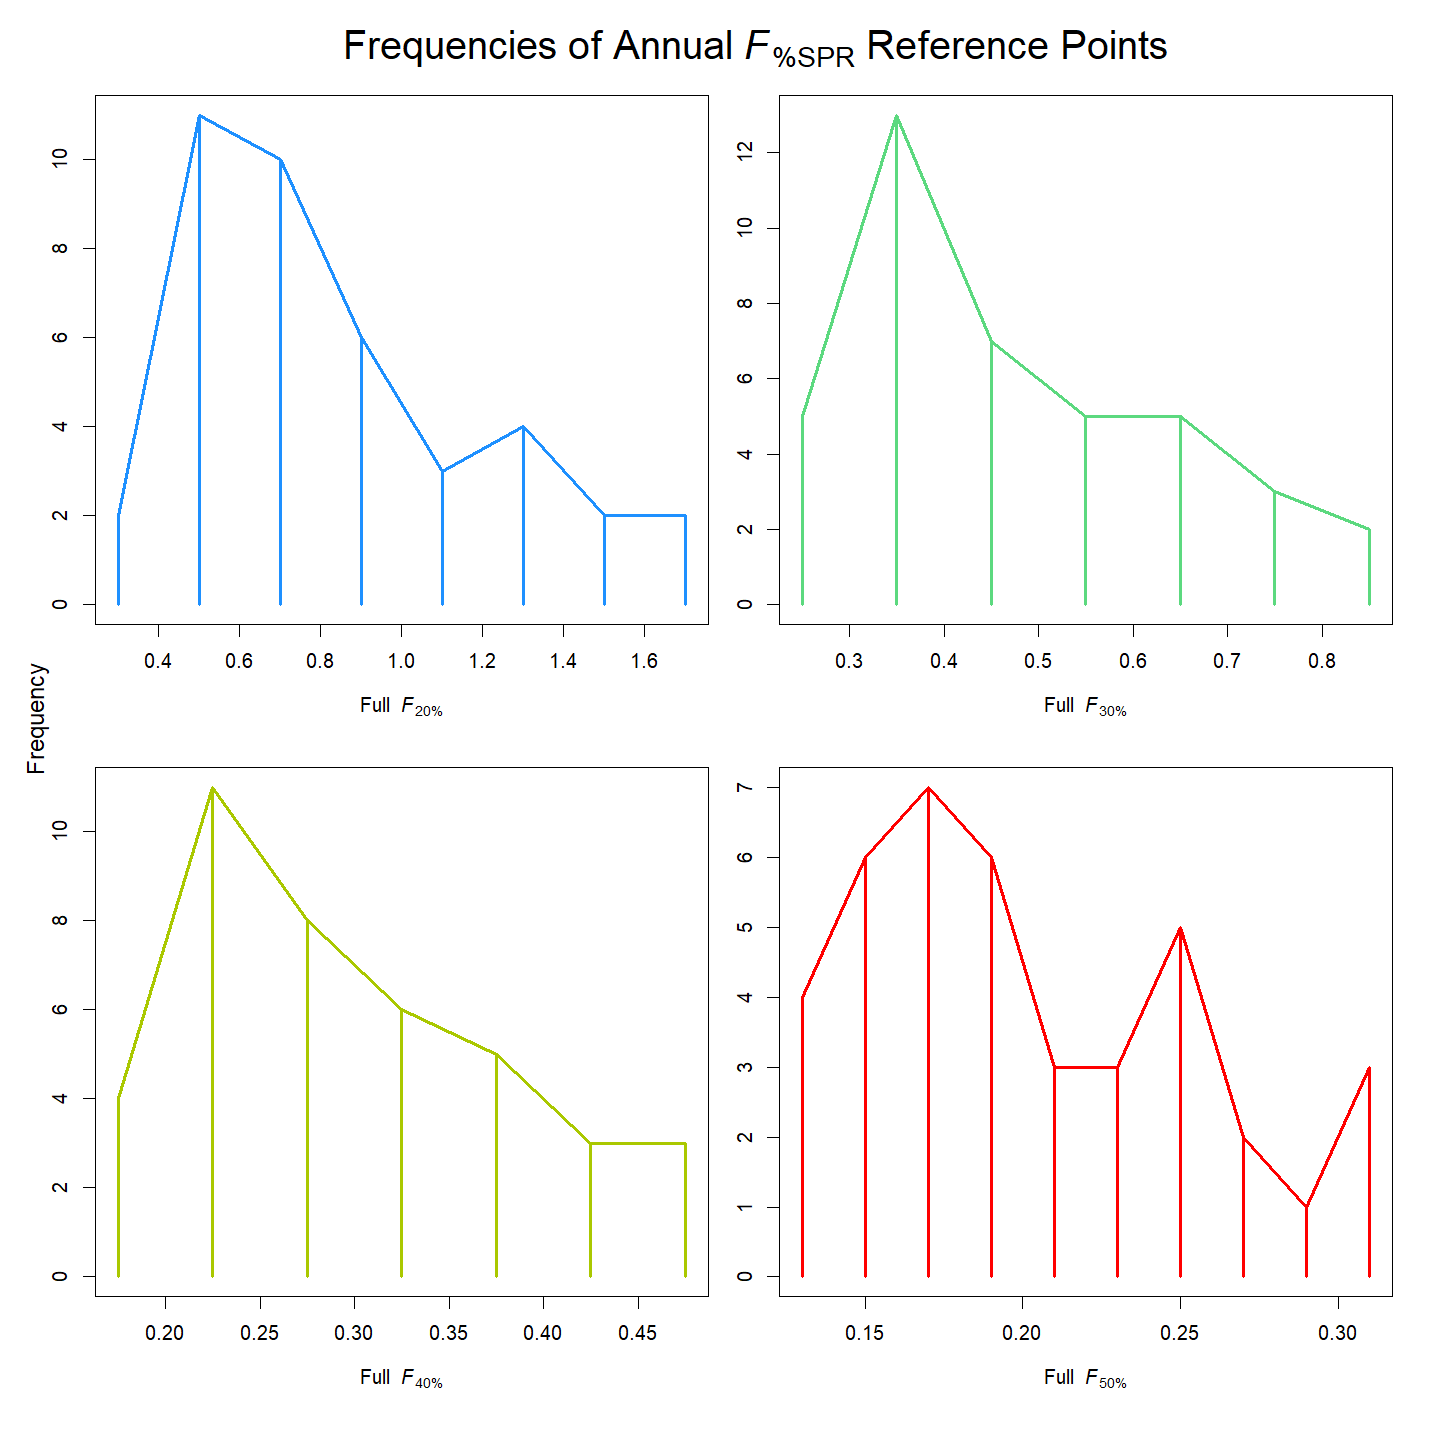 Frequencies of Annual F%SPR Reference Points
Frequency
0 2 4 6 8 10
0.4 0.6 0.8 1.0 1.2 1.4 1.6
Full F20%
0 2 4 6 8 10 12
0.3 0.4 0.5 0.6 0.7 0.8
Full F30%
0 2 4 6 8 10
0.20 0.25 0.30 0.35 0.40 0.45
Full F40%
0 1 2 3 4 5 6 7
0.15 0.20 0.25 0.30
Full F50%